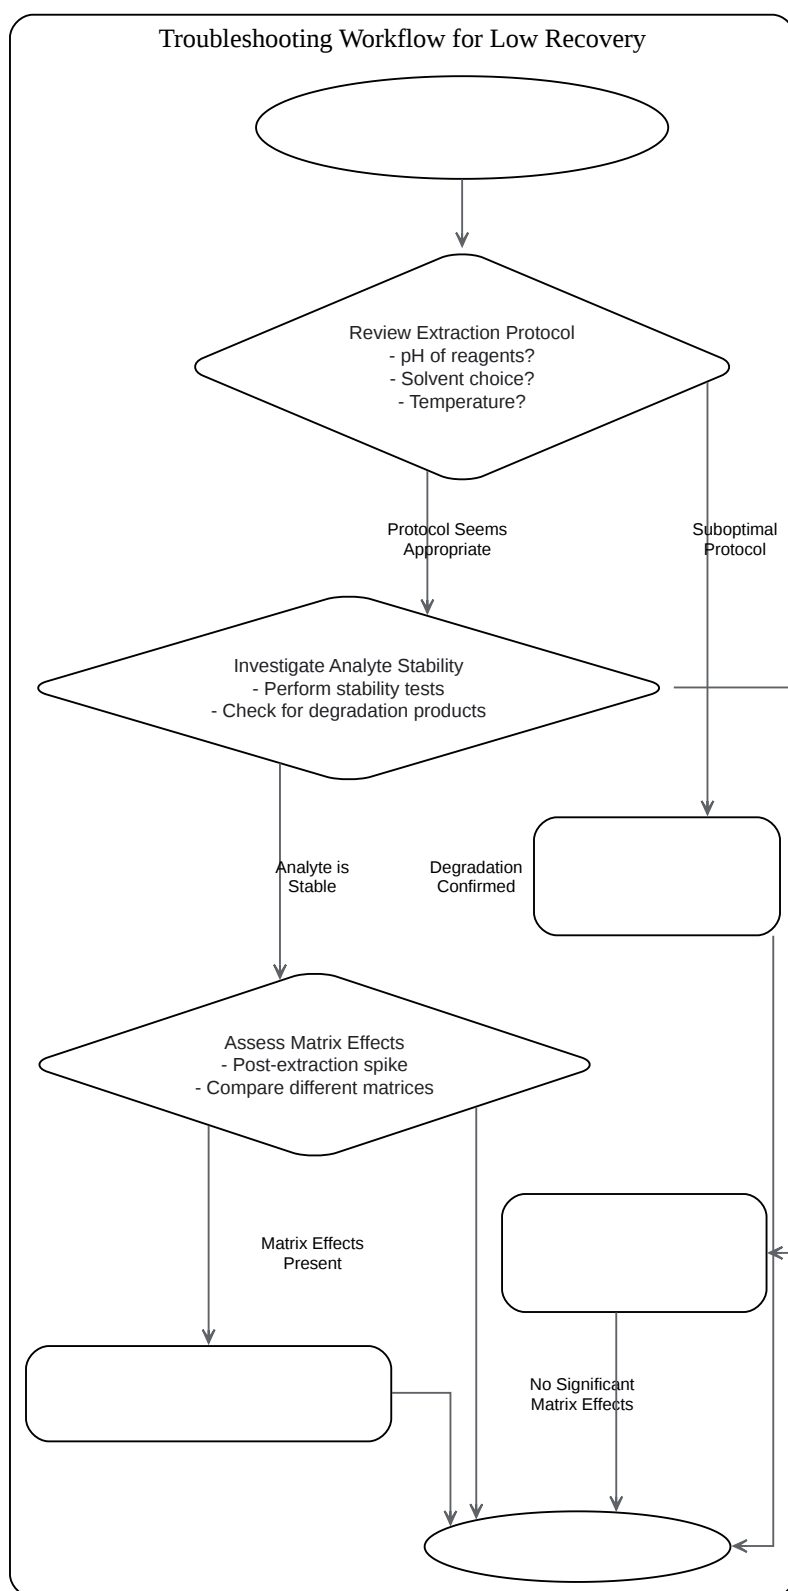 Troubleshooting Workflow for Low Recovery
Review Extraction Protocol
- pH of reagents?
- Solvent choice?
- Temperature?
Protocol Seems
Appropriate
Suboptimal
Protocol
Investigate Analyte Stability
- Perform stability tests
- Check for degradation products
Analyte is
Stable
Degradation
Confirmed
Assess Matrix Effects
- Post-extraction spike
- Compare different matrices
Matrix Effects
Present
No Significant
Matrix Effects